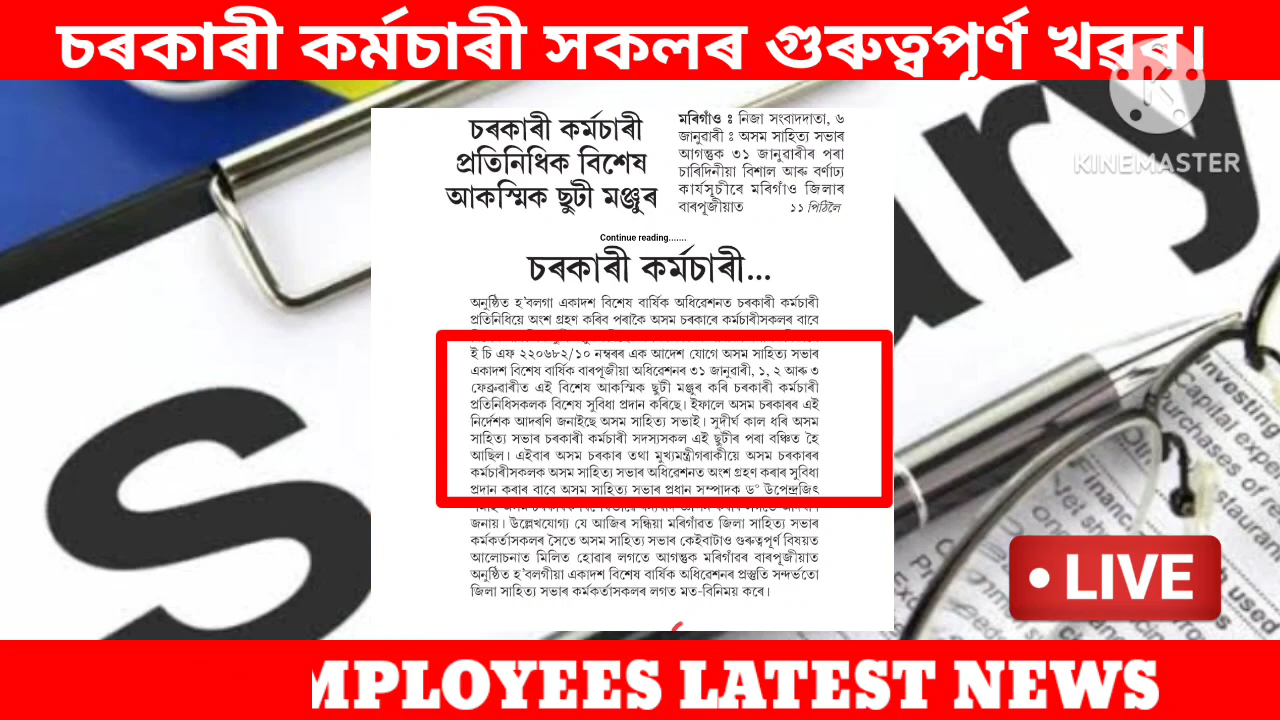 চৰকাৰী কৰ্মচাৰী সকলৰ গুৰুত্বপূৰ্ণ খৱৰ।
KINEMASTER
চৰকাৰী কৰ্মচাৰী
প্ৰতিনিধিক বিশেষ
আকস্মিক ছুটী মঞ্জুৰ
মৰিগাঁও ঃ নিজা সংবাদদাতা, ৬
জানুৱাৰী ঃ অসম সাহিত্য সভাৰ
আগন্তুক ৩১ জানুৱাৰীৰ পৰা
চাৰিদিনীয়া বিশাল আৰু বৰ্ণাঢ্য
কাৰ্যসূচীৰে মৰিগাঁও জিলাৰ
বাৰপূজীয়াত ১১ পিঠিলৈ
Continue reading.......
চৰকাৰী কৰ্মচাৰী...
অনুষ্ঠিত হ'বলগা একাদশ বিশেষ বাৰ্ষিক অধিৱেশনত চৰকাৰী কৰ্মচাৰী
প্ৰতিনিধিয়ে অংশ গ্ৰহণ কৰিব পৰাকৈ অসম চৰকাৰে কৰ্মচাৰীসকলৰ বাবে
ই চি এফ ২২০৬৮২/১০ নম্বৰৰ এক আদেশ যোগে অসম সাহিত্য সভাৰ
একাদশ বিশেষ বাৰ্ষিক বাৰপূজীয়া অধিৱেশনৰ ৩১ জানুৱাৰী, ১, ২ আৰু ৩
ফেব্ৰুৱাৰীত এই বিশেষ আকস্মিক ছুটী মঞ্জুৰ কৰি চৰকাৰী কৰ্মচাৰী
প্ৰতিনিধিসকলক বিশেষ সুবিধা প্ৰদান কৰিছে। ইফালে অসম চৰকাৰৰ এই
নিৰ্দেশক আদৰণি জনাইছে অসম সাহিত্য সভাই। সুদীৰ্ঘ কাল ধৰি অসম
সাহিত্য সভাৰ চৰকাৰী কৰ্মচাৰী সদস্যসকল এই ছুটীৰ পৰা বঞ্চিত হৈ
আছিল। এইবাৰ অসম চৰকাৰ তথা মুখ্যমন্ত্ৰীগৰাকীয়ে অসম চৰকাৰৰ
কৰ্মচাৰীসকলক অসম সাহিত্য সভাৰ অধিৱেশনত অংশ গ্ৰহণ কৰাৰ সুবিধা
প্ৰদান কৰাৰ বাবে অসম সাহিত্য সভাৰ প্ৰধান সম্পাদক ড° উপেন্দ্ৰজিৎ
জনায়। উল্লেখযোগ্য যে আজিৰ সন্ধিয়া মৰিগাঁৱত জিলা সাহিত্য সভাৰ
কৰ্মকৰ্তাসকলৰ সৈতে অসম সাহিত্য সভাৰ কেইবাটাও গুৰুত্বপূৰ্ণ বিষয়ত
আলোচনাত মিলিত হোৱাৰ লগতে আগন্তুক মৰিগাঁৱৰ বাৰপূজীয়াত
অনুষ্ঠিত হ'বলগীয়া একাদশ বিশেষ বাৰ্ষিক অধিৱেশনৰ প্ৰস্তুতি সন্দৰ্ভতো
জিলা সাহিত্য সভাৰ কৰ্মকৰ্তাসকলৰ লগত মত-বিনিময় কৰে।
Investing
Capital expen
Purchases of
Financ
LIVE
MPLOYEES LATEST NEWS